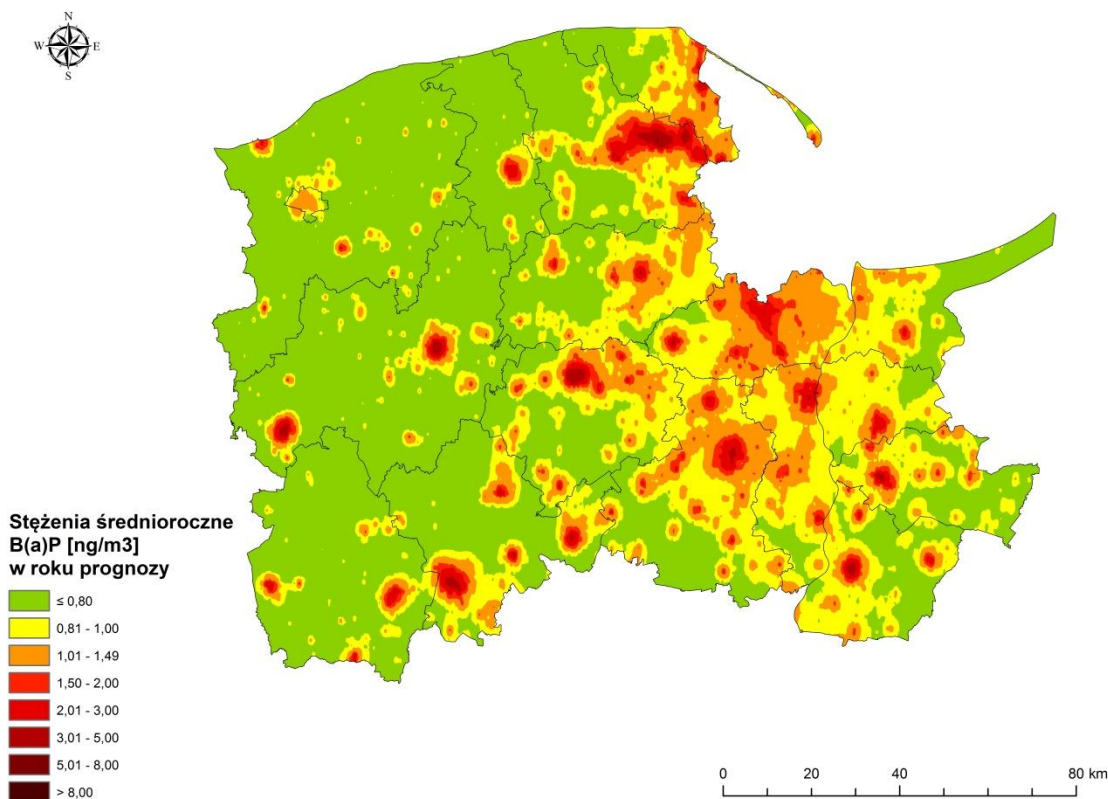 N
W E
S
Stężenia średnioroczne
B(a)P [ng/m3]
w roku prognozy
≤ 0,80
0,81 - 1,00
1,01 - 1,49
1,50 - 2,00
2,01 - 3,00
3,01 - 5,00
5,01 - 8,00
> 8,00
0 20 40 80 km